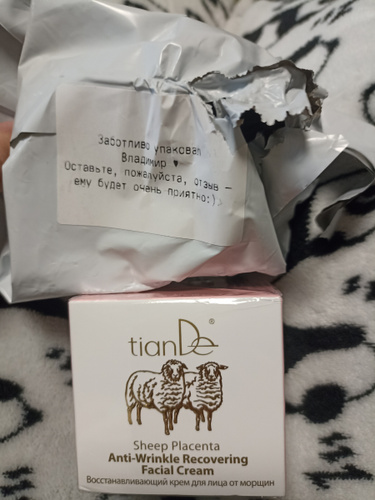 Заботливо упаковал
Владимир ♥
Оставьте, пожалуйста, отзыв –
ему будет очень приятно:)
tianDe®
Sheep Placenta
Anti-Wrinkle Recovering
Facial Cream
Восстанавливающий крем для лица от морщин